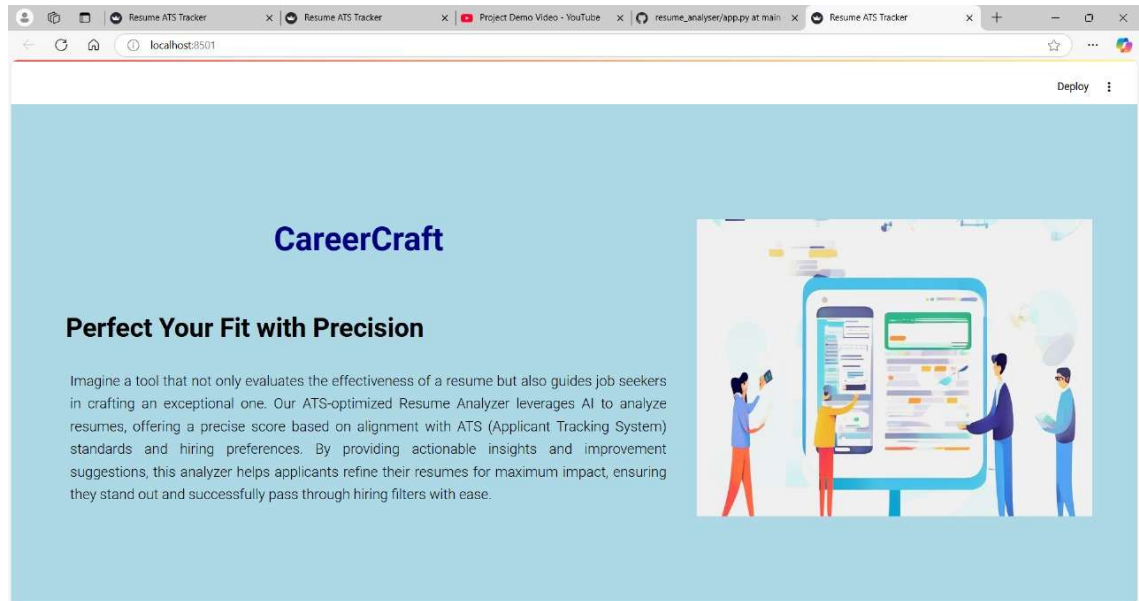 Resume ATS Tracker
Resume ATS Tracker
Project Demo Video - YouTube
resume_analyser/app.py at main
Resume ATS Tracker
localhost:8501
Deploy
CareerCraft
Perfect Your Fit with Precision
Imagine a tool that not only evaluates the effectiveness of a resume but also guides job seekers
in crafting an exceptional one. Our ATS-optimized Resume Analyzer leverages AI to analyze
resumes, offering a precise score based on alignment with ATS (Applicant Tracking System)
standards and hiring preferences. By providing actionable insights and improvement
suggestions, this analyzer helps applicants refine their resumes for maximum impact, ensuring
they stand out and successfully pass through hiring filters with ease.